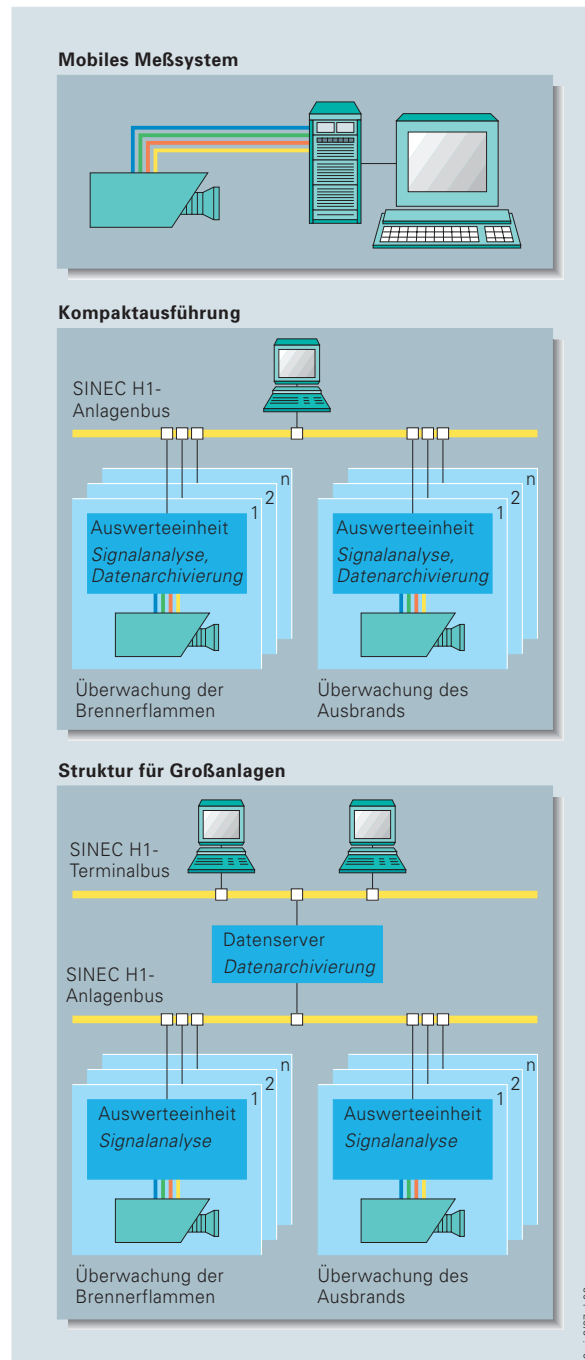 Mobiles Meßsystem
Kompaktausführung
SINEC H1-
Anlagenbus
n
2
1
Auswerteeinheit
Signalanalyse,
Datenarchivierung
Überwachung der
Brennerflammen
n
2
1
Auswerteeinheit
Signalanalyse,
Datenarchivierung
Überwachung des
Ausbrands
Struktur für Großanlagen
SINEC H1-
Terminalbus
Datenserver
Datenarchivierung
SINEC H1-
Anlagenbus
n
2
1
Auswerteeinheit
Signalanalyse
Überwachung der
Brennerflammen
n
2
1
Auswerteeinheit
Signalanalyse
Überwachung des
Ausbrands